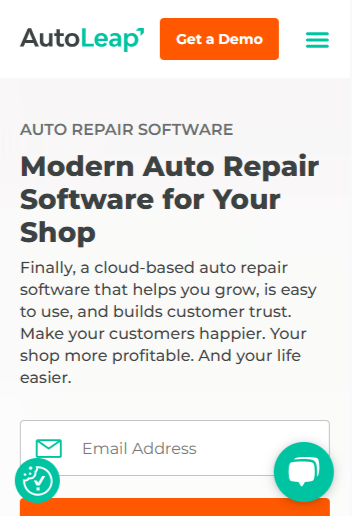 AutoLeap
Get a Demo
AUTO REPAIR SOFTWARE
Modern Auto Repair
Software for Your
Shop
Finally, a cloud-based auto repair
software that helps you grow, is easy
to use, and builds customer trust.
Make your customers happier. Your
shop more profitable. And your life
easier.
Email Address